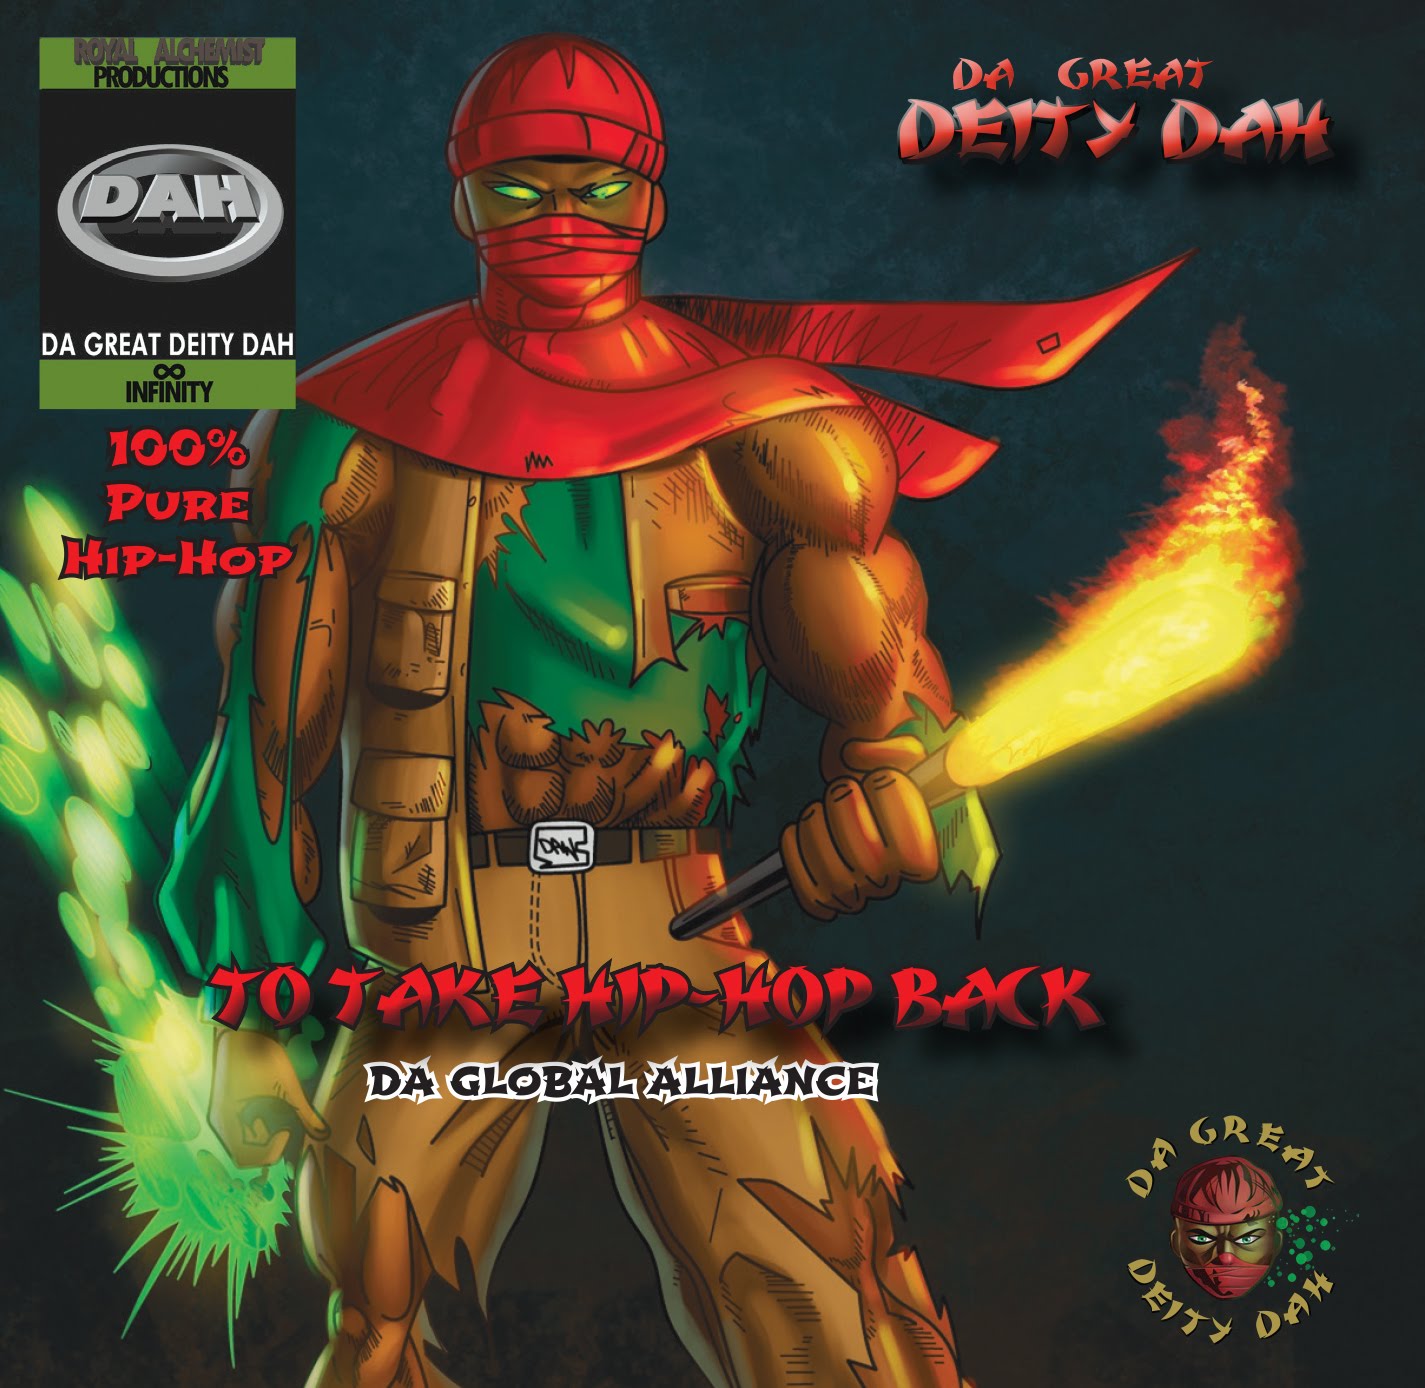 ROYAL ALCHEMIST
PRODUCTIONS
DAH
DA GREAT DEITY DAH
∞
INFINITY
100%
PURE
HIP-HOP
DA GREAT
DEITY DAH
TO TAKE HIP-HOP BACK
DA GLOBAL ALLIANCE
DA GREAT
DEITY DAH